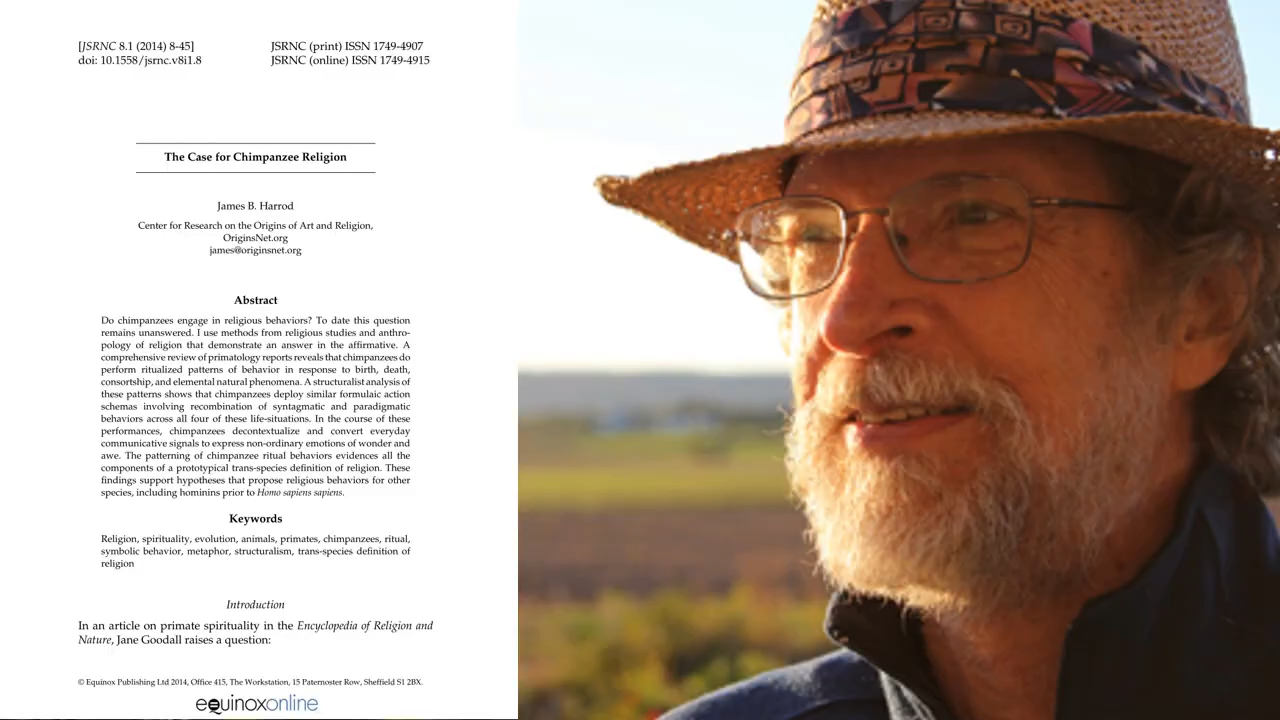 [JSRNC 8.1 (2014) 8-45]
JSRNC (print) ISSN 1749-4907
doi: 10.1558/jsrnc.v8i1.8
JSRNC (online) ISSN 1749-4915
The Case for Chimpanzee Religion
James B. Harrod
Center for Research on the Origins of Art and Religion,
OriginsNet.org
james@originsnet.org
Abstract
Do chimpanzees engage in religious behaviors? To date this question
remains unanswered. I use methods from religious studies and anthro-
pology of religion that demonstrate an answer in the affirmative. A
comprehensive review of primatology reports reveals that chimpanzees do
perform ritualized patterns of behavior in response to birth, death,
consortship, and elemental natural phenomena. A structuralist analysis of
these patterns shows that chimpanzees deploy similar formulaic action
schemas involving recombination of syntagmatic and paradigmatic
behaviors across all four of these life-situations. In the course of these
performances, chimpanzees decontextualize and convert everyday
communicative signals to express non-ordinary emotions of wonder and
awe. The patterning of chimpanzee ritual behaviors evidences all the
components of a prototypical trans-species definition of religion. These
findings support hypotheses that propose religious behaviors for other
species, including hominins prior to Homo sapiens sapiens.
Keywords
Religion, spirituality, evolution, animals, primates, chimpanzees, ritual,
symbolic behavior, metaphor, structuralism, trans-species definition of
religion
Introduction
In an article on primate spirituality in the Encyclopedia of Religion and
Nature, Jane Goodall raises a question:
© Equinox Publishing Ltd 2014, Office 415, The Workstation, 15 Paternoster Row, Sheffield S1 2BX.
equinoxonline